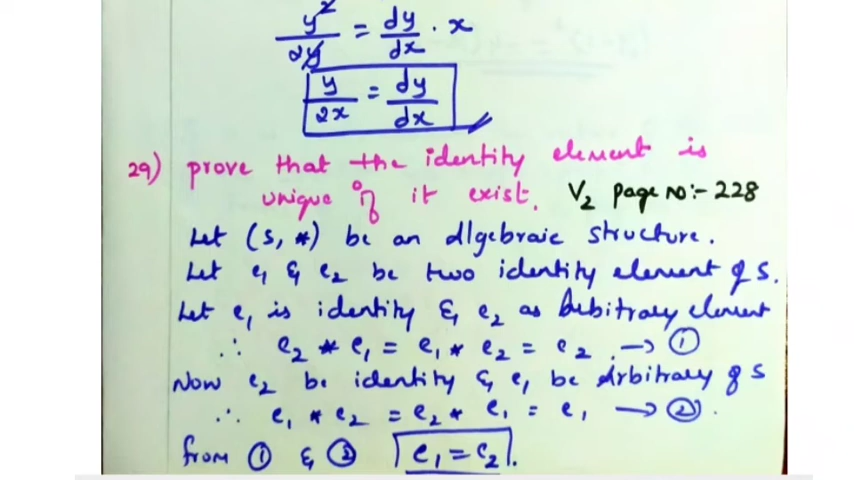 y² / 2y = dy/dx · x
y/2x = dy/dx
29) prove that the identity element is
unique if it exist. V₂ page no:- 228
Let (S, *) be an Algebraic structure.
Let e₁ & e₂ be two identity element of S.
Let e₁ is identity & e₂ as Arbitrary element
∴ e₂ * e₁ = e₁ * e₂ = e₂ → ①
Now e₂ be identity & e₁ be Arbitrary of S
∴ e₁ * e₂ = e₂ * e₁ = e₁ → ②.
from ① & ② e₁ = e₂.